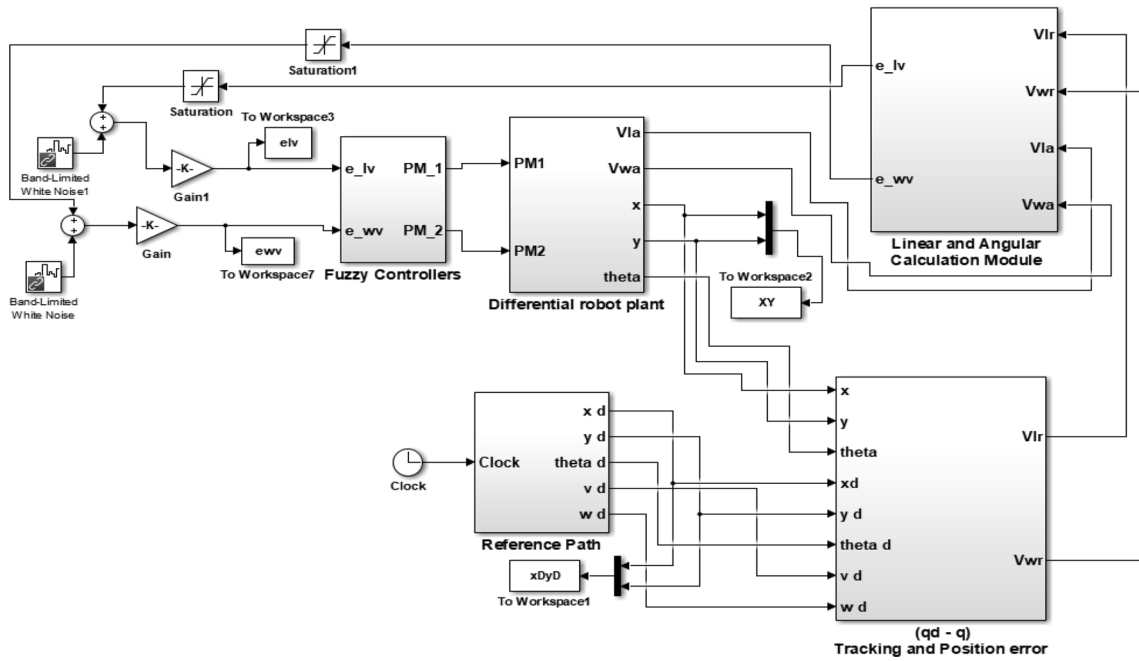 Vlr
Saturation1
e_lv
Saturation
Vwr
To Workspace3
elv
Vla
Vla
PM1
Vwa
e_lv
PM_1
-K-
Gain1
Band-Limited
White Noise1
e_wv
x
Vwa
+
+
+
+
-K-
Gain
e_wv
PM_2
y
PM2
Linear and Angular
Calculation Module
ewv
To Workspace7
Fuzzy Controllers
theta
To Workspace2
Differential robot plant
XY
Band-Limited
White Noise
x
x d
y
y d
Vlr
theta
Clock
theta d
Clock
xd
v d
y d
w d
Reference Path
theta d
Vwr
xDyD
v d
To Workspace1
w d
(qd - q)
Tracking and Position error